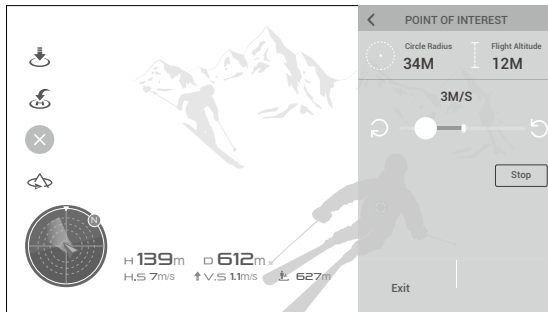 POINT OF INTEREST
Circle Radius
34M
Flight Altitude
12M
3M/S
Stop
N
H 139m D 612m
H.S 7m/s V.S 1.1m/s 627m
Exit